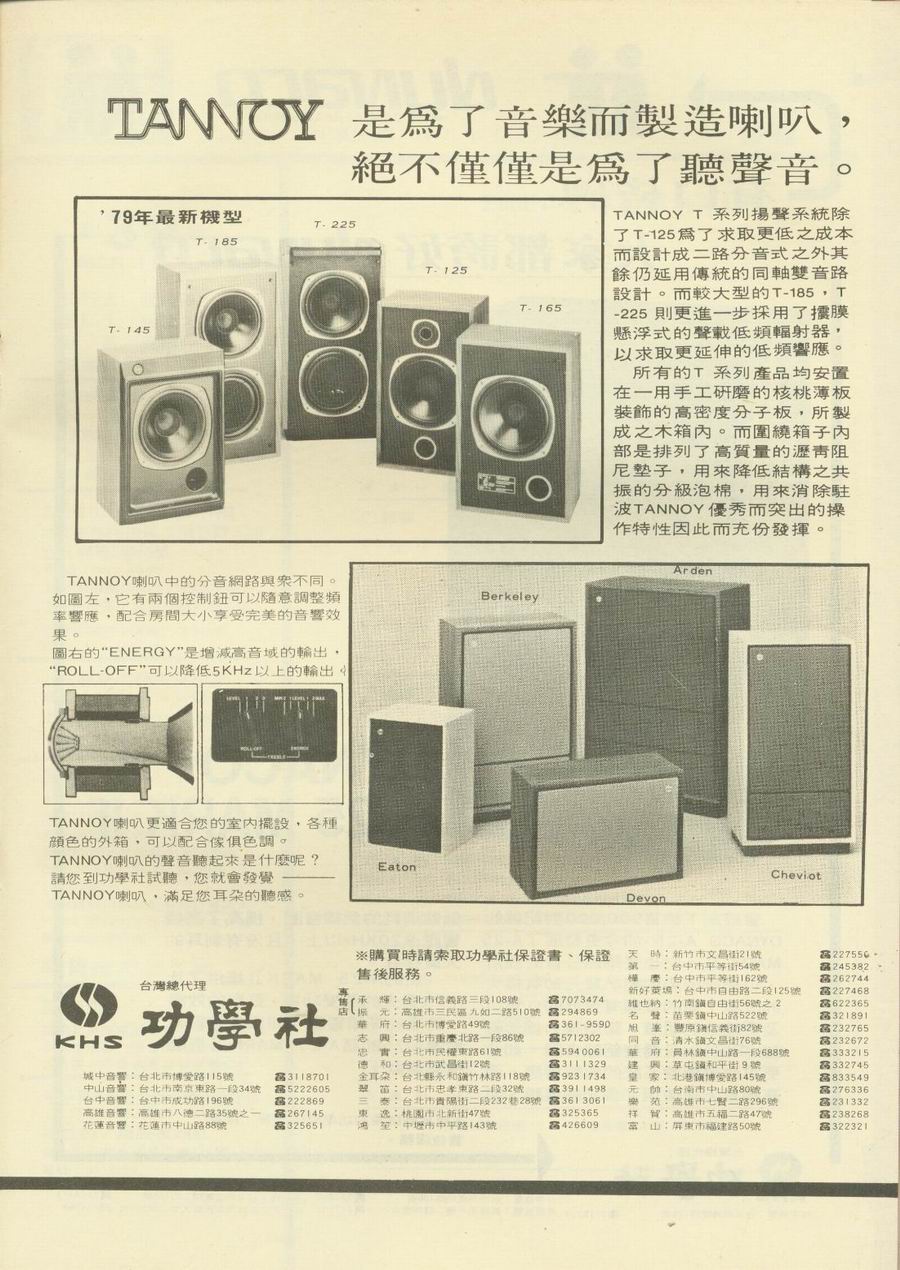 TANNOY
是爲了音樂而製造喇叭，
絕不僅僅是爲了聽聲音。
'79年最新機型
T-185
T-225
T-125
T-165
T-145
TANNOY T 系列揚聲系統除
了T-125爲了求取更低之成本
而設計成二路分音式之外其
餘仍延用傳統的同軸雙音路
設計。而較大型的T-185，T
-225 則更進一步採用了
懸浮式的聲載低頻輻射器，
以求取更延伸的低頻響應。
所有的T 系列產品均安置
在一用手工研磨的核桃薄板
裝飾的高密度分子板，所製
成之木箱內。而圍繞箱子內
部是排列了高質量的瀝靑阻
尼墊子，用來降低結構之共
振的分級泡棉，用來消除駐
波TANNOY優秀而突出的操
作特性因此而充份發揮。
TANNOY喇叭中的分音網路與衆不同。
如圖左，它有兩個控制鈕可以隨意調整頻
率響應，配合房間大小享受完美的音響效
果。
圖右的“ENERGY”是增減高音域的輸出，
“ROLL-OFF”可以降低5KHz以上的輸出。
LEVEL
ROLL-OFF ENERGY
TREBLE
TANNOY喇叭更適合您的室內擺設，各種
顔色的外箱，可以配合傢俱色調。
TANNOY喇叭的聲音聽起來是什麼呢？
請您到功學社試聽，您就會發覺——
TANNOY喇叭，滿足您耳朶的聽感。
Arden
Berkeley
Eaton
Devon
Cheviot
台灣總代理
KHS 功學社
城中音響：台北市博愛路115號 ☎3118701
中山音響：台北市南京東路一段34號 ☎5222605
台中音響：台中市成功路196號 ☎222869
高雄音響：高雄市八德二路35號之一 ☎267145
花蓮音響：花蓮市中山路88號 ☎325651
※購買時請索取功學社保證書、保證
售後服務。
專售店
承輝：台北市信義路三段108號 ☎7073474
振元：高雄市三民區九如二路510號 ☎294869
華府：台北市博愛路49號 ☎361-9590
志興：台北市重慶北路一段86號 ☎5712302
忠實：台北市民權東路61號 ☎5940061
德和：台北市武昌街12號 ☎3111329
金耳朶：台北縣永和鎭竹林路118號 ☎9231734
翠笛：台北市忠孝東路二段32號 ☎3911498
三泰：台北市貴陽街二段232巷28號 ☎3613061
東逸：桃園市北新街47號 ☎325365
鴻笙：中壢市中平路143號 ☎426609
天時：新竹市文昌街21號 ☎227556
第一：台中市平等街54號 ☎245382
樺慶：台中市平等街162號 ☎262744
新好萊塢：台中市自由路二段125號 ☎227468
維也納：竹南鎭自由街56號之2 ☎622365
名聲：苗栗鎭中山路522號 ☎321891
旭峯：豐原鎭信義街82號 ☎232765
同音：清水鎭文昌街76號 ☎232672
華府：員林鎭中山路一段688號 ☎333215
建興：草屯鎭和平街9號 ☎332745
皇家：北港鎭博愛路145號 ☎833549
元帥：台南市中山路80號 ☎276336
樂苑：高雄市七賢二路296號 ☎231332
祥賀：高雄市五福二路47號 ☎238268
富山：屏東市福建路50號 ☎322321